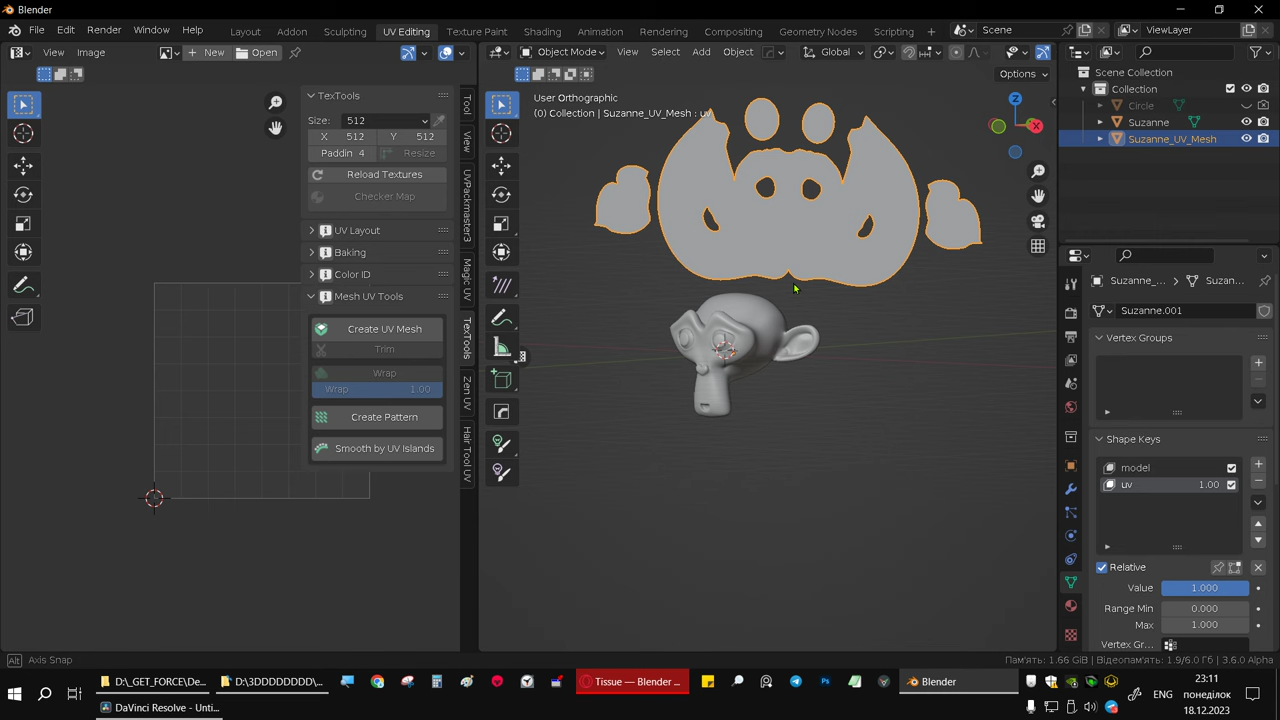 Blender
File Edit Render Window Help Layout Modeling Sculpting UV Editing Texture Paint Shading Animation Rendering Compositing Geometry Nodes Scripting Scene ViewLayer
View Image New Open Object Mode View Select Add Object Global
Options
TexTools
Size: 512
X 512 Y 512
Paddin 4 Resize
Reload Textures
Checker Map
UV Layout
Baking
Color ID
Mesh UV Tools
Create UV Mesh
Trim
Wrap
Wrap 1.00
Create Pattern
Smooth by UV Islands
Tool
View
UVPackmaster3
Magic UV
TexTools
Zen UV
Hair Tool UV
User Orthographic
(0) Collection | Suzanne_UV_Mesh : uv
Z
X
Scene Collection
Collection
Circle
Suzanne
Suzanne_UV_Mesh
Suzanne_... Suzan...
Suzanne.001
Vertex Groups
Shape Keys
model
uv 1.00
Relative
Value 1.000
Range Min 0.000
Max 1.000
Vertex Gr...
Alt Axis Snap
Пам'ять: 1.66 GiB | Відеопам'ять: 1.9/6.0 Гб | 3.6.0 Alpha
D:\_GET_FORCE\De... D:\3DDDDDDDD\... Tissue — Blender ... Blender
DaVinci Resolve - Unti...
ENG
23:11
понеділок
18.12.2023